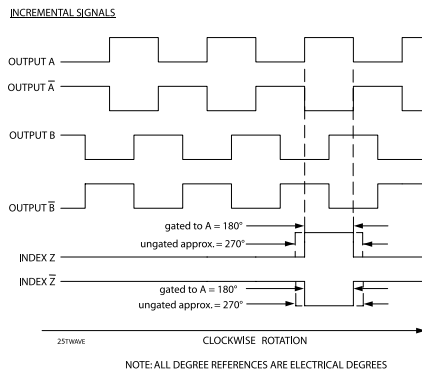 INCREMENTAL SIGNALS
OUTPUT A
OUTPUT A̅
OUTPUT B
OUTPUT B̅
gated to A = 180°
ungated approx. = 270°
INDEX Z
INDEX Z̅
gated to A = 180°
ungated approx. = 270°
25TWAVE
CLOCKWISE ROTATION
NOTE: ALL DEGREE REFERENCES ARE ELECTRICAL DEGREES